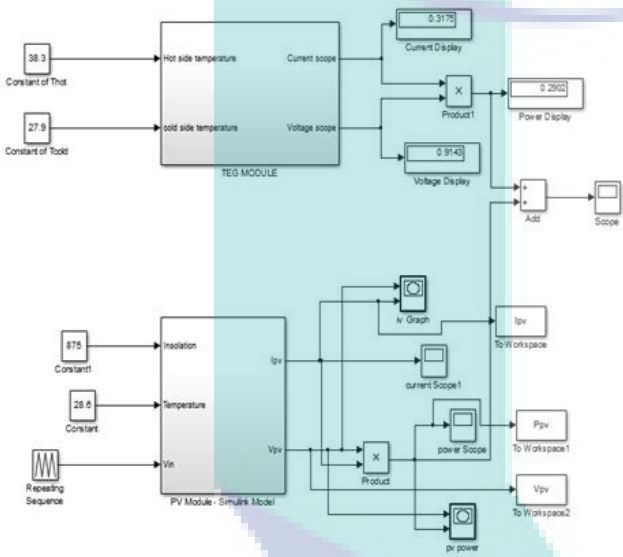 0.3175
Current Display
38.3
Constant of Thot
Hot side temperature
Current scope
X
Product1
0.2902
Power Display
27.9
Constant of Tcold
cold side temperature
Voltage scope
0.9143
Voltage Display
TEG MODULE
+
+
Add
Scope
iv Graph
Ipv
To Workspace
875
Constant1
Insolation
Ipv
current Scope1
28.6
Constant
Temperature
power Scope
Ppv
To Workspace1
Vpv
X
Product
Repeating
Sequence
Vin
PV Module - Simulink Model
Vpv
To Workspace2
pv power